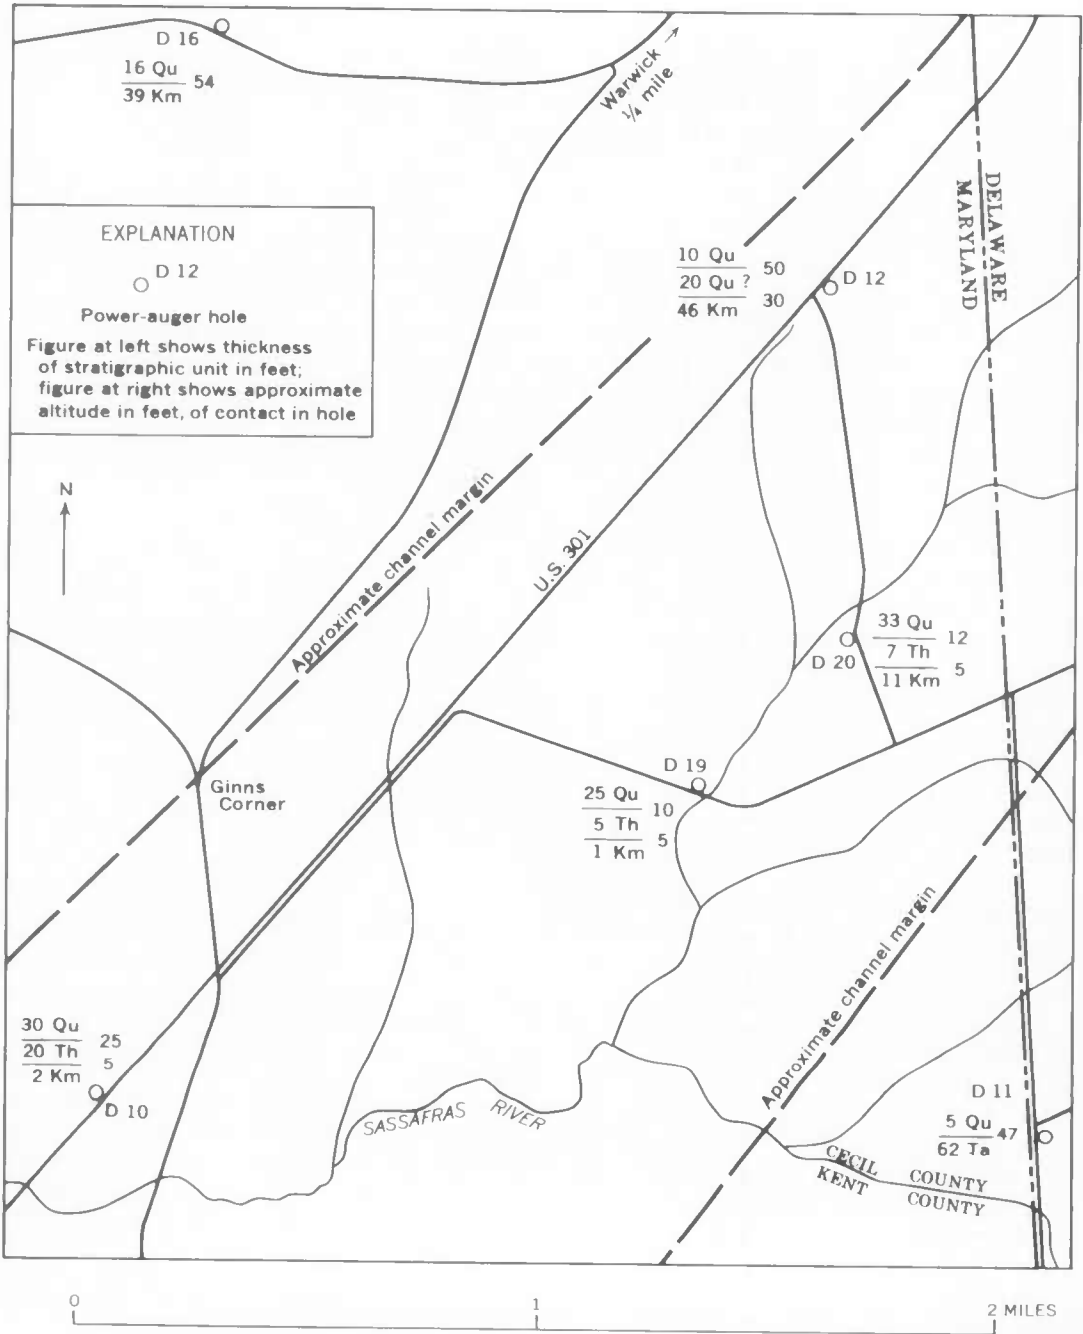 D 16
16 Qu 54
39 Km
Warwick
1/4 mile
EXPLANATION
D 12
Power-auger hole
Figure at left shows thickness
of stratigraphic unit in feet;
figure at right shows approximate
altitude in feet, of contact in hole
DELAWARE
MARYLAND
10 Qu 50
20 Qu ? 30
46 Km
D 12
N
Approximate channel margin
U.S. 301
33 Qu 12
7 Th 5
11 Km
D 20
Ginns
Corner
D 19
25 Qu 10
5 Th 5
1 Km
Approximate channel margin
30 Qu 25
20 Th 5
2 Km
D 10
SASSAFRAS RIVER
D 11
5 Qu 47
62 Ta
CECIL COUNTY
KENT COUNTY
0 1 2 MILES